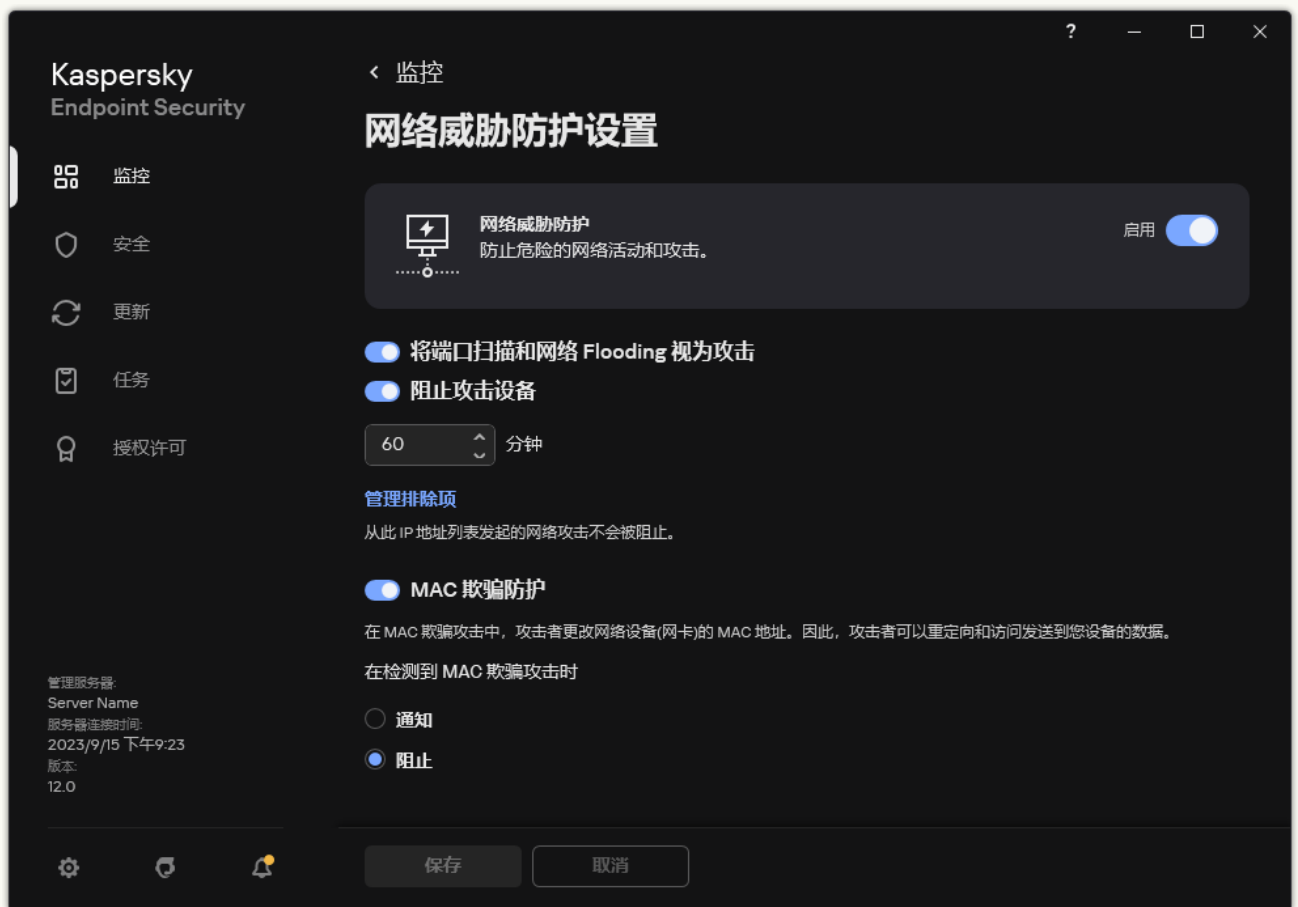 ?
Kaspersky
Endpoint Security
监控
安全
更新
任务
授权许可
管理服务器:
Server Name
服务器连接时间:
2023/9/15 下午9:23
版本:
12.0
监控
网络威胁防护设置
网络威胁防护
防止危险的网络活动和攻击。
启用
将端口扫描和网络 Flooding 视为攻击
阻止攻击设备
60 分钟
管理排除项
从此 IP 地址列表发起的网络攻击不会被阻止。
MAC 欺骗防护
在 MAC 欺骗攻击中，攻击者更改网络设备(网卡)的 MAC 地址。因此，攻击者可以重定向和访问发送到您设备的数据。
在检测到 MAC 欺骗攻击时
通知
阻止
保存 取消